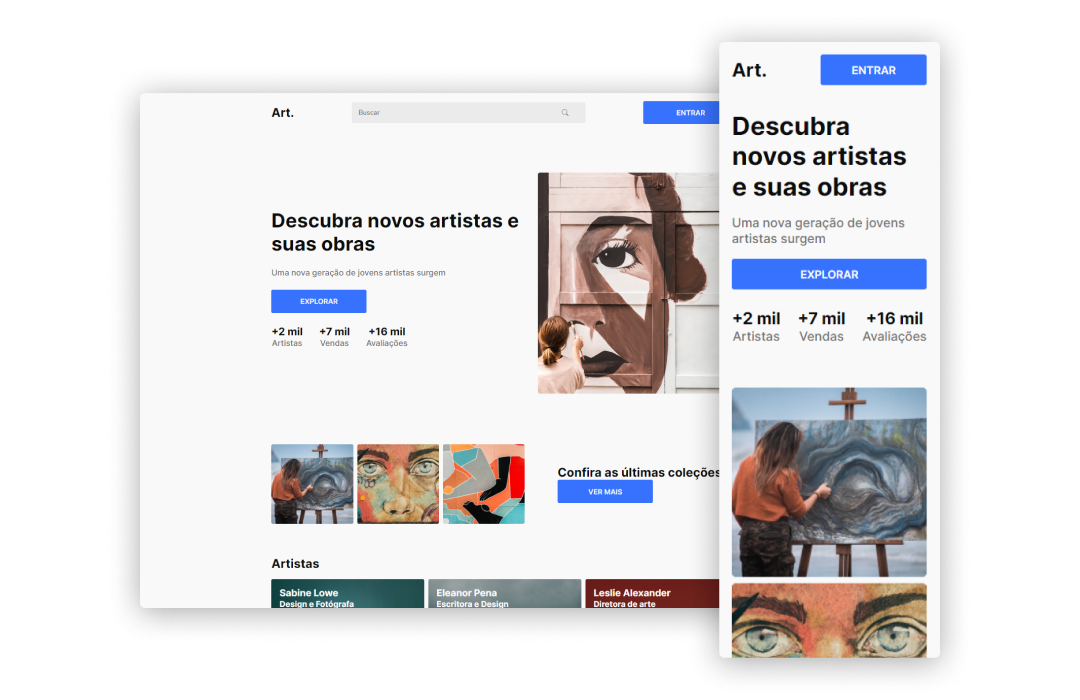 Art.
Buscar
ENTRAR
Descubra novos artistas e
suas obras
Uma nova geração de jovens artistas surgem
EXPLORAR
+2 mil +7 mil +16 mil
Artistas Vendas Avaliações
Confira as últimas coleções
VER MAIS
Artistas
Sabine Lowe
Design e Fotógrafa
Eleanor Pena
Escritora e Design
Leslie Alexander
Diretora de arte
Art.
ENTRAR
Descubra
novos artistas
e suas obras
Uma nova geração de jovens
artistas surgem
EXPLORAR
+2 mil +7 mil +16 mil
Artistas Vendas Avaliações